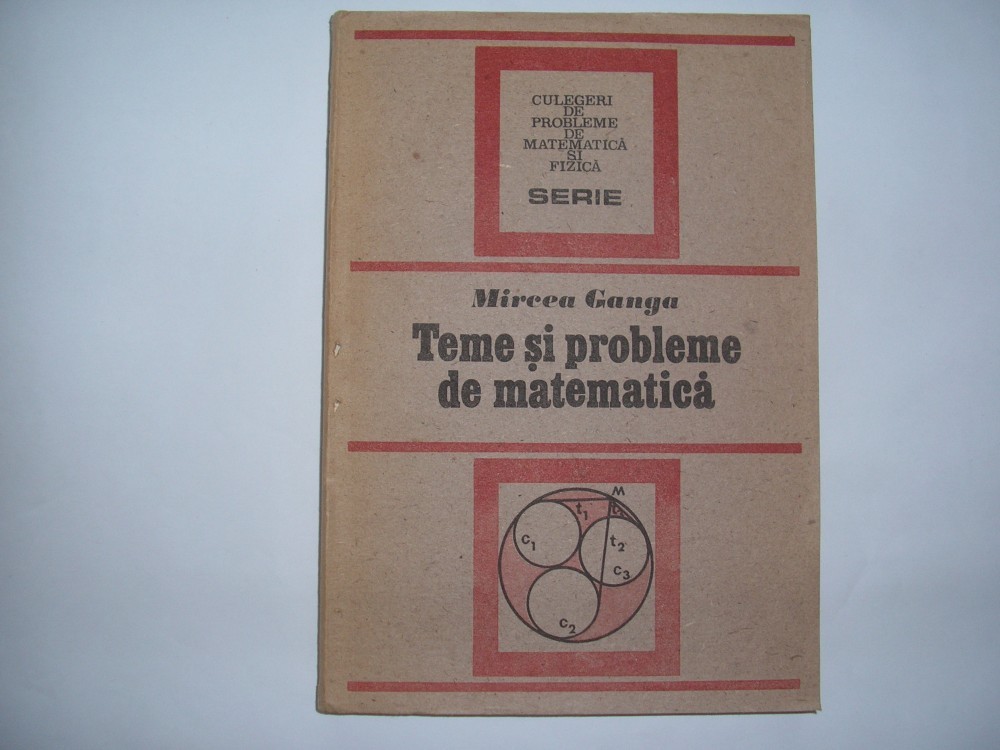 CULEGERI
DE
PROBLEME
DE
MATEMATICĂ
ŞI
FIZICĂ
SERIE
Mircea Ganga
Teme și probleme
de matematică
M
t₁
t₂
c₁
c₃
c₂